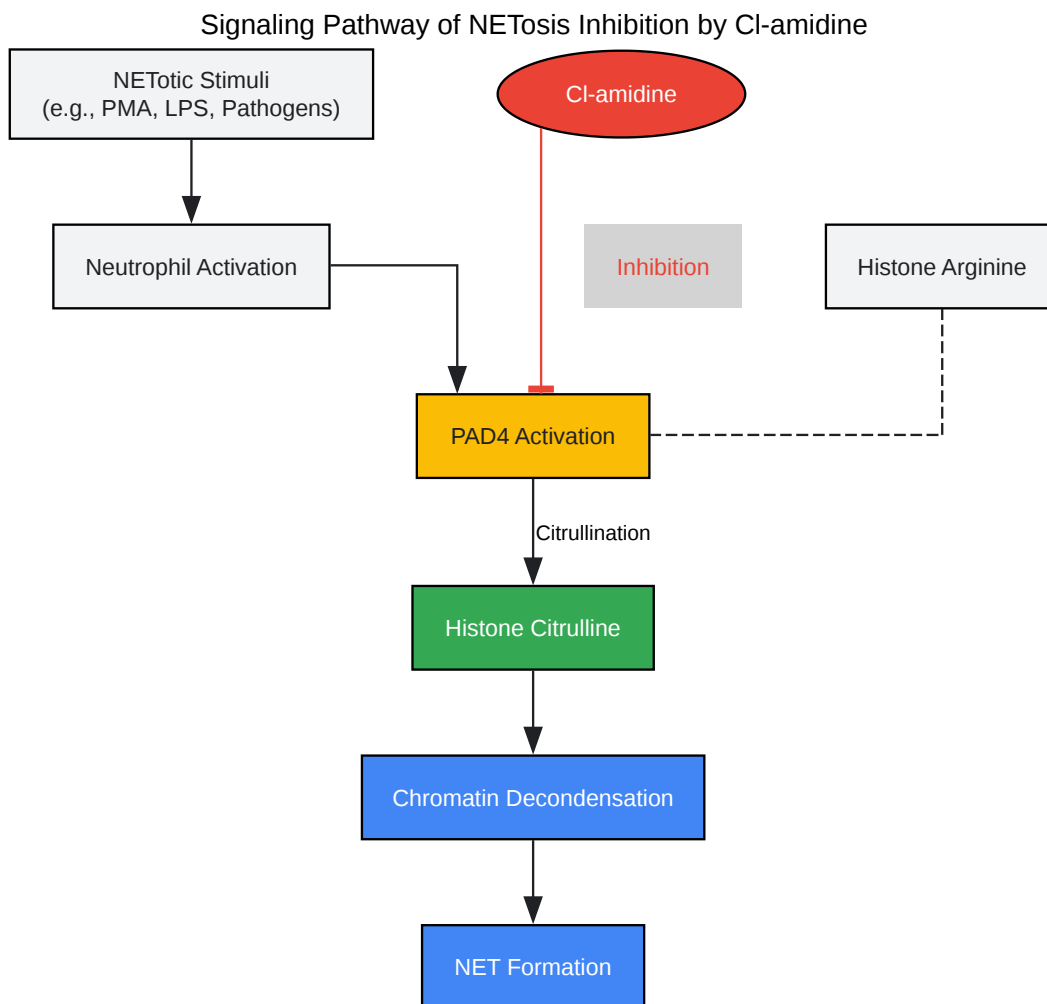 Signaling Pathway of NETosis Inhibition by Cl-amidine
NETotic Stimuli
(e.g., PMA, LPS, Pathogens)
Cl-amidine
Neutrophil Activation
Inhibition
Histone Arginine
PAD4 Activation
Citrullination
Histone Citrulline
Chromatin Decondensation
NET Formation